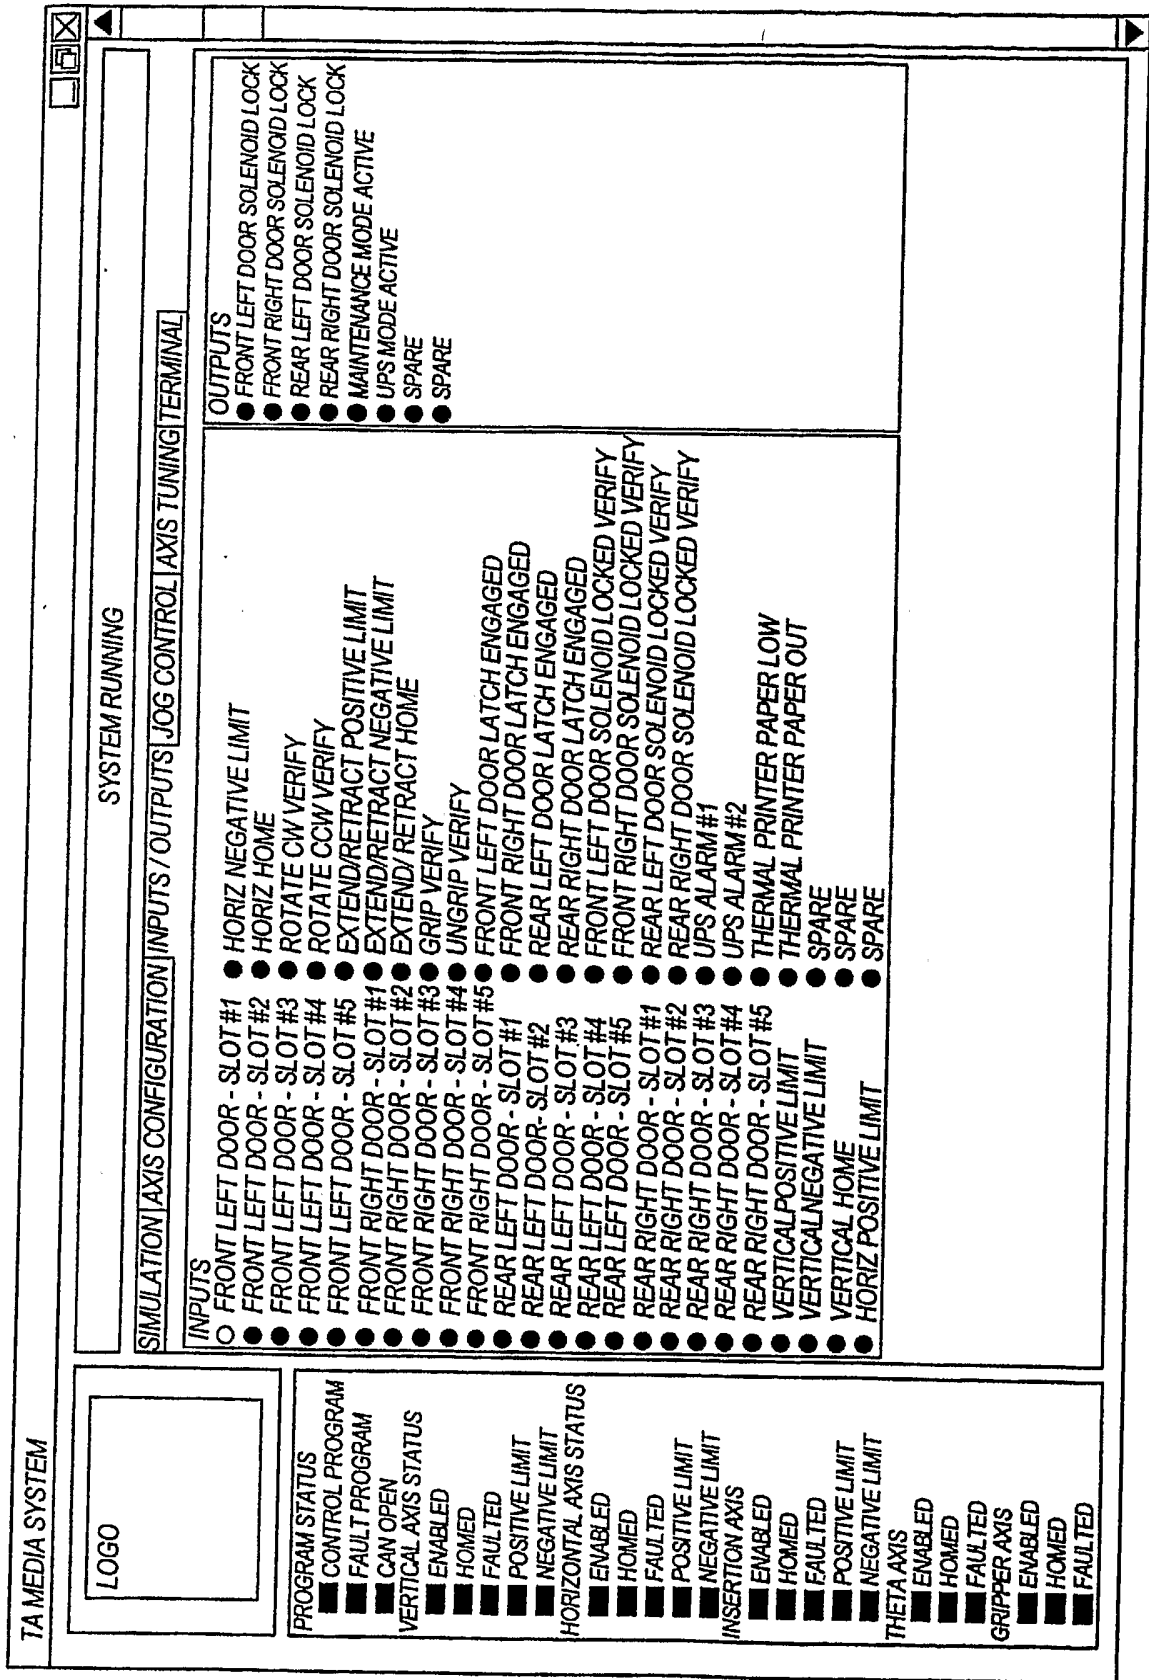 TA MEDIA SYSTEM
LOGO
SYSTEM RUNNING
PROGRAM STATUS
CONTROL PROGRAM
FAULT PROGRAM
CAN OPEN
VERTICAL AXIS STATUS
ENABLED
HOMED
FAULTED
POSITIVE LIMIT
NEGATIVE LIMIT
HORIZONTAL AXIS STATUS
ENABLED
HOMED
FAULTED
POSITIVE LIMIT
NEGATIVE LIMIT
INSERTION AXIS
ENABLED
HOMED
FAULTED
POSITIVE LIMIT
NEGATIVE LIMIT
THETA AXIS
ENABLED
HOMED
FAULTED
GRIPPER AXIS
ENABLED
HOMED
FAULTED
SIMULATION AXIS CONFIGURATION INPUTS / OUTPUTS JOG CONTROL AXIS TUNING TERMINAL
INPUTS
FRONT LEFT DOOR - SLOT #1
FRONT LEFT DOOR - SLOT #2
FRONT LEFT DOOR - SLOT #3
FRONT LEFT DOOR - SLOT #4
FRONT LEFT DOOR - SLOT #5
FRONT RIGHT DOOR - SLOT #1
FRONT RIGHT DOOR - SLOT #2
FRONT RIGHT DOOR - SLOT #3
FRONT RIGHT DOOR - SLOT #4
FRONT RIGHT DOOR - SLOT #5
REAR LEFT DOOR - SLOT #1
REAR LEFT DOOR- SLOT #2
REAR LEFT DOOR - SLOT #3
REAR LEFT DOOR - SLOT #4
REAR LEFT DOOR - SLOT #5
REAR RIGHT DOOR - SLOT #1
REAR RIGHT DOOR - SLOT #2
REAR RIGHT DOOR - SLOT #3
REAR RIGHT DOOR - SLOT #4
REAR RIGHT DOOR - SLOT #5
VERTICALPOSITIVE LIMIT
VERTICALNEGATIVE LIMIT
VERTICAL HOME
HORIZ POSITIVE LIMIT
HORIZ NEGATIVE LIMIT
HORIZ HOME
ROTATE CW VERIFY
ROTATE CCW VERIFY
EXTEND/RETRACT POSITIVE LIMIT
EXTEND/RETRACT NEGATIVE LIMIT
EXTEND/ RETRACT HOME
GRIP VERIFY
UNGRIP VERIFY
FRONT LEFT DOOR LATCH ENGAGED
FRONT RIGHT DOOR LATCH ENGAGED
REAR LEFT DOOR LATCH ENGAGED
REAR RIGHT DOOR LATCH ENGAGED
FRONT LEFT DOOR SOLENOID LOCKED VERIFY
FRONT RIGHT DOOR SOLENOID LOCKED VERIFY
REAR LEFT DOOR SOLENOID LOCKED VERIFY
REAR RIGHT DOOR SOLENOID LOCKED VERIFY
UPS ALARM #1
UPS ALARM #2
THERMAL PRINTER PAPER LOW
THERMAL PRINTER PAPER OUT
SPARE
SPARE
SPARE
OUTPUTS
FRONT LEFT DOOR SOLENOID LOCK
FRONT RIGHT DOOR SOLENOID LOCK
REAR LEFT DOOR SOLENOID LOCK
REAR RIGHT DOOR SOLENOID LOCK
MAINTENANCE MODE ACTIVE
UPS MODE ACTIVE
SPARE
SPARE